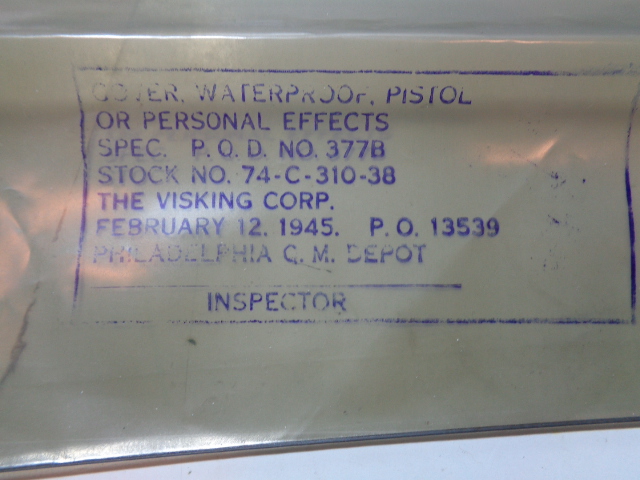 COVER, WATERPROOF, PISTOL
OR PERSONAL EFFECTS
SPEC. P. Q. D. NO. 377B
STOCK NO. 74-C-310-38
THE VISKING CORP.
FEBRUARY 12, 1945. P. O. 13539
PHILADELPHIA Q. M. DEPOT
INSPECTOR